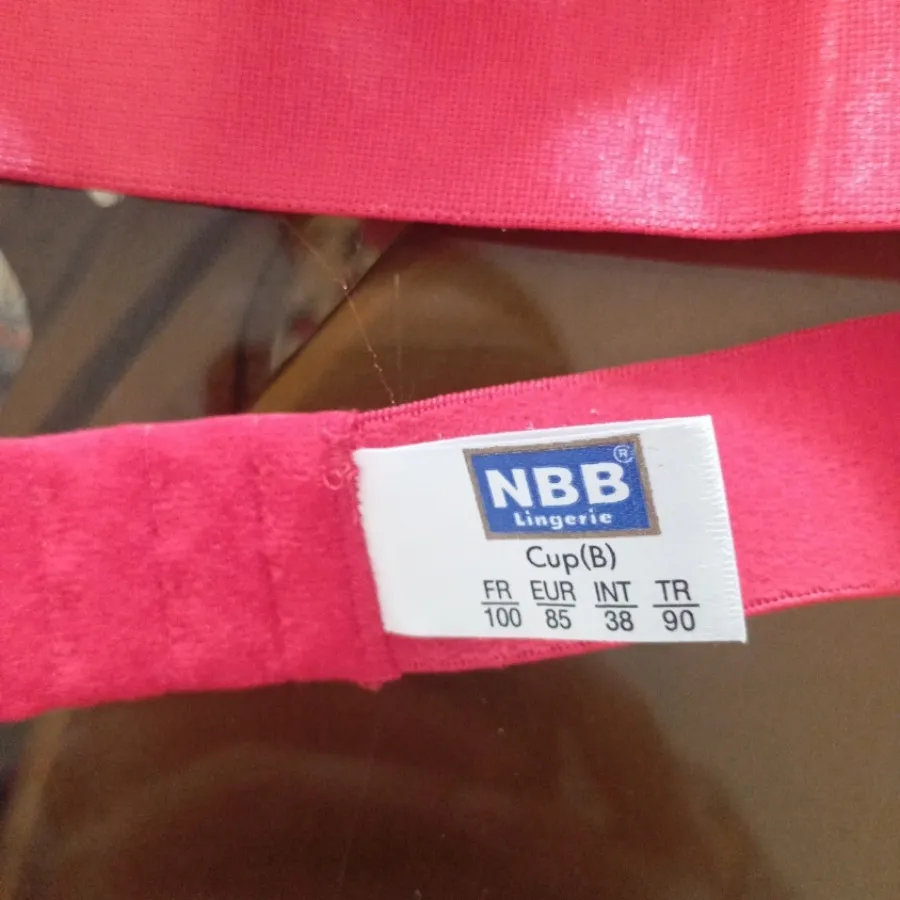 NBB®
Lingerie
Cup(B)
FR EUR INT TR
100 85 38 90